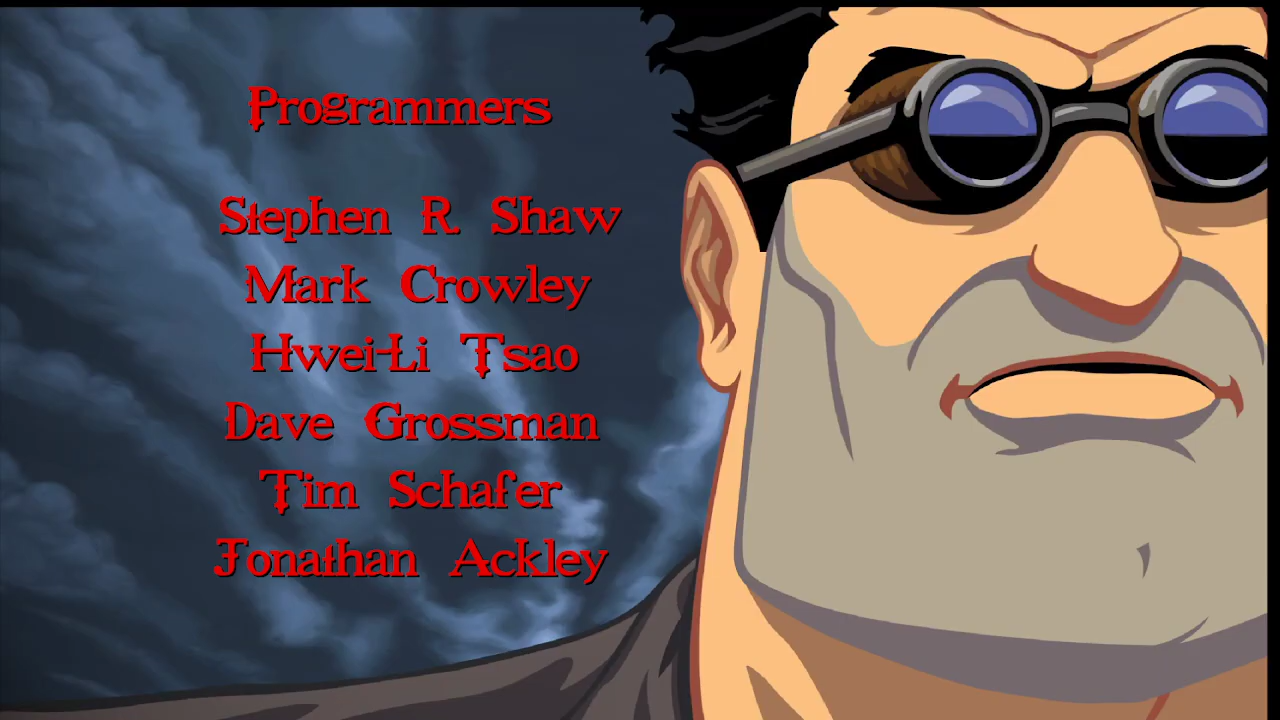 Programmers
Stephen R. Shaw
Mark Crowley
Hwei-Li Tsao
Dave Grossman
Tim Schafer
Jonathan Ackley